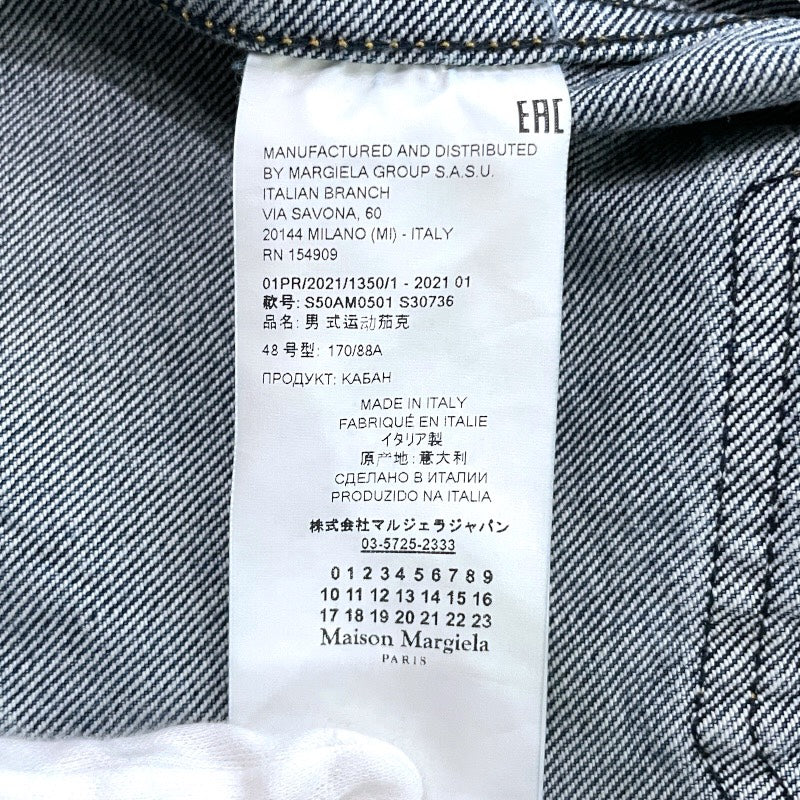 EAC
MANUFACTURED AND DISTRIBUTED
BY MARGIELA GROUP S.A.S.U.
ITALIAN BRANCH
VIA SAVONA, 60
20144 MILANO (MI) - ITALY
RN 154909
01PR/2021/1350/1 - 2021 01
款号: S50AM0501 S30736
品名: 男 式运动茄克
48 号型: 170/88A
ПРОДУКТ: КАБАН
MADE IN ITALY
FABRIQUÉ EN ITALIE
イタリア製
原产地: 意大利
СДЕЛАНО В ИТАЛИИ
PRODUZIDO NA ITALIA
株式会社マルジェラジャパン
03-5725-2333
0 1 2 3 4 5 6 7 8 9
10 11 12 13 14 15 16
17 18 19 20 21 22 23
Maison Margiela
PARIS